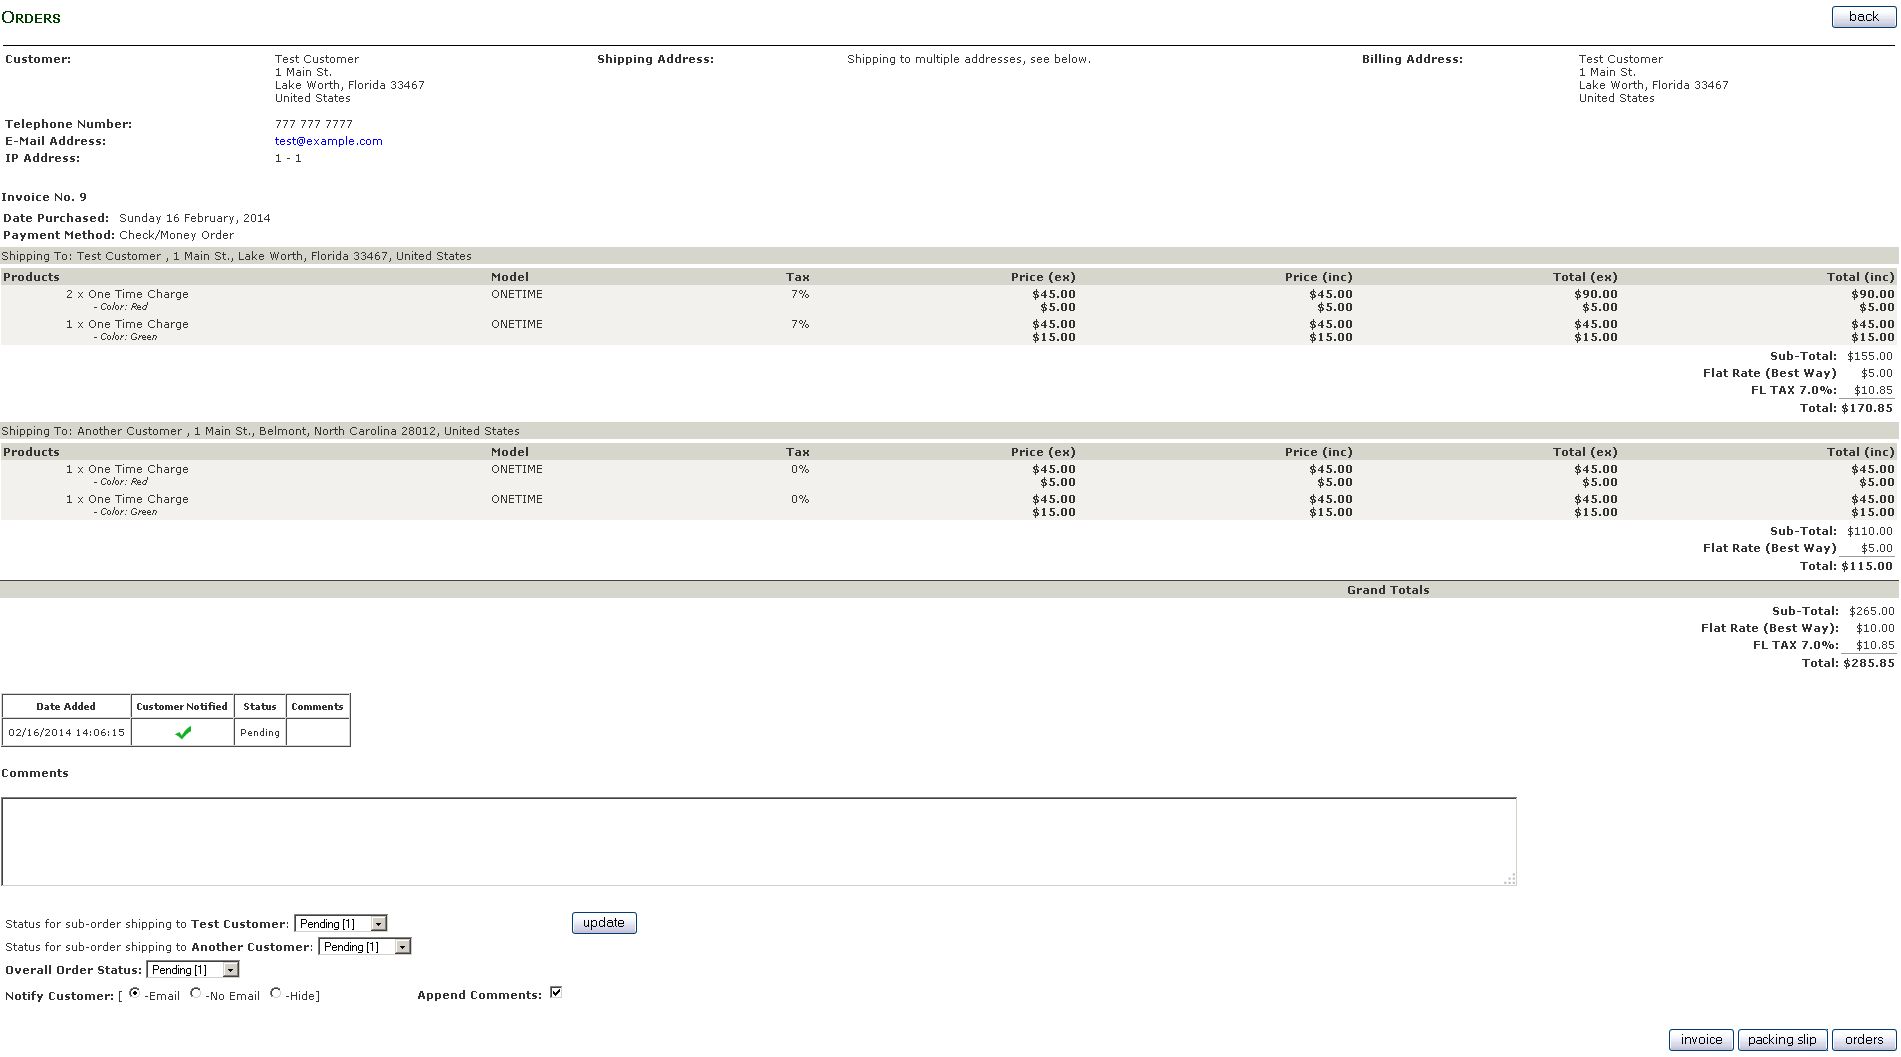 ORDERS back
Customer: Test Customer Shipping Address: Shipping to multiple addresses, see below. Billing Address: Test Customer
1 Main St. 1 Main St.
Lake Worth, Florida 33467 Lake Worth, Florida 33467
United States United States
Telephone Number: 777 777 7777
E-Mail Address: test@example.com
IP Address: 1 - 1
Invoice No. 9
Date Purchased: Sunday 16 February, 2014
Payment Method: Check/Money Order
Shipping To: Test Customer , 1 Main St., Lake Worth, Florida 33467, United States
Products Model Tax Price (ex) Price (inc) Total (ex) Total (inc)
2 x One Time Charge ONETIME 7% $45.00 $45.00 $90.00 $90.00
- Color: Red $5.00 $5.00 $5.00 $5.00
1 x One Time Charge ONETIME 7% $45.00 $45.00 $45.00 $45.00
- Color: Green $15.00 $15.00 $15.00 $15.00
Sub-Total: $155.00
Flat Rate (Best Way) $5.00
FL TAX 7.0%: $10.85
Total: $170.85
Shipping To: Another Customer , 1 Main St., Belmont, North Carolina 28012, United States
Products Model Tax Price (ex) Price (inc) Total (ex) Total (inc)
1 x One Time Charge ONETIME 0% $45.00 $45.00 $45.00 $45.00
- Color: Red $5.00 $5.00 $5.00 $5.00
1 x One Time Charge ONETIME 0% $45.00 $45.00 $45.00 $45.00
- Color: Green $15.00 $15.00 $15.00 $15.00
Sub-Total: $110.00
Flat Rate (Best Way) $5.00
Total: $115.00
Grand Totals
Sub-Total: $265.00
Flat Rate (Best Way): $10.00
FL TAX 7.0%: $10.85
Total: $285.85
Date Added Customer Notified Status Comments
02/16/2014 14:06:15 Pending
Comments
Status for sub-order shipping to Test Customer: Pending [1] update
Status for sub-order shipping to Another Customer: Pending [1]
Overall Order Status: Pending [1]
Notify Customer: [ -Email -No Email -Hide] Append Comments:
invoice packing slip orders